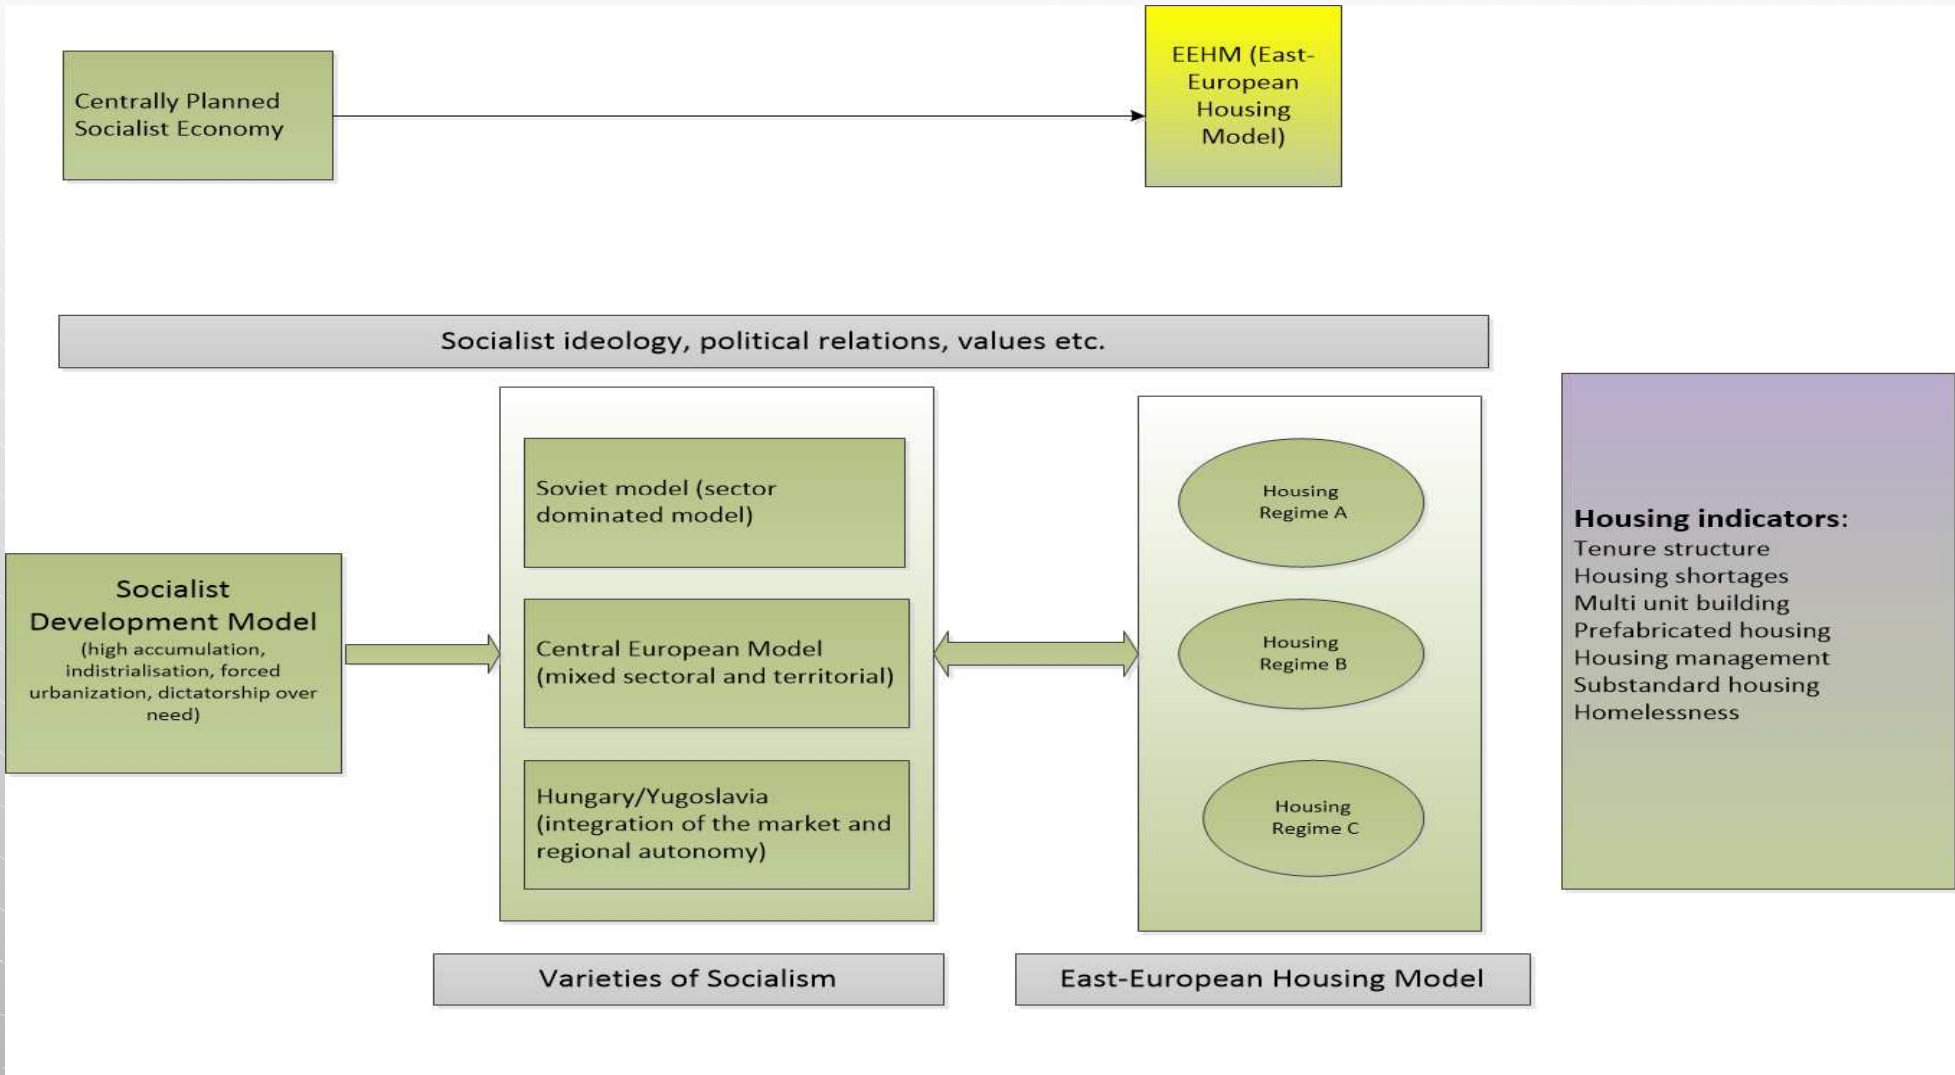 Centrally Planned
Socialist Economy
EEHM (East-
European
Housing
Model)
Socialist ideology, political relations, values etc.
Socialist
Development Model
(high accumulation,
indistrialisation, forced
urbanization, dictatorship over
need)
Soviet model (sector
dominated model)
Central European Model
(mixed sectoral and territorial)
Hungary/Yugoslavia
(integration of the market and
regional autonomy)
Varieties of Socialism
Housing
Regime A
Housing
Regime B
Housing
Regime C
East-European Housing Model
Housing indicators:
Tenure structure
Housing shortages
Multi unit building
Prefabricated housing
Housing management
Substandard housing
Homelessness